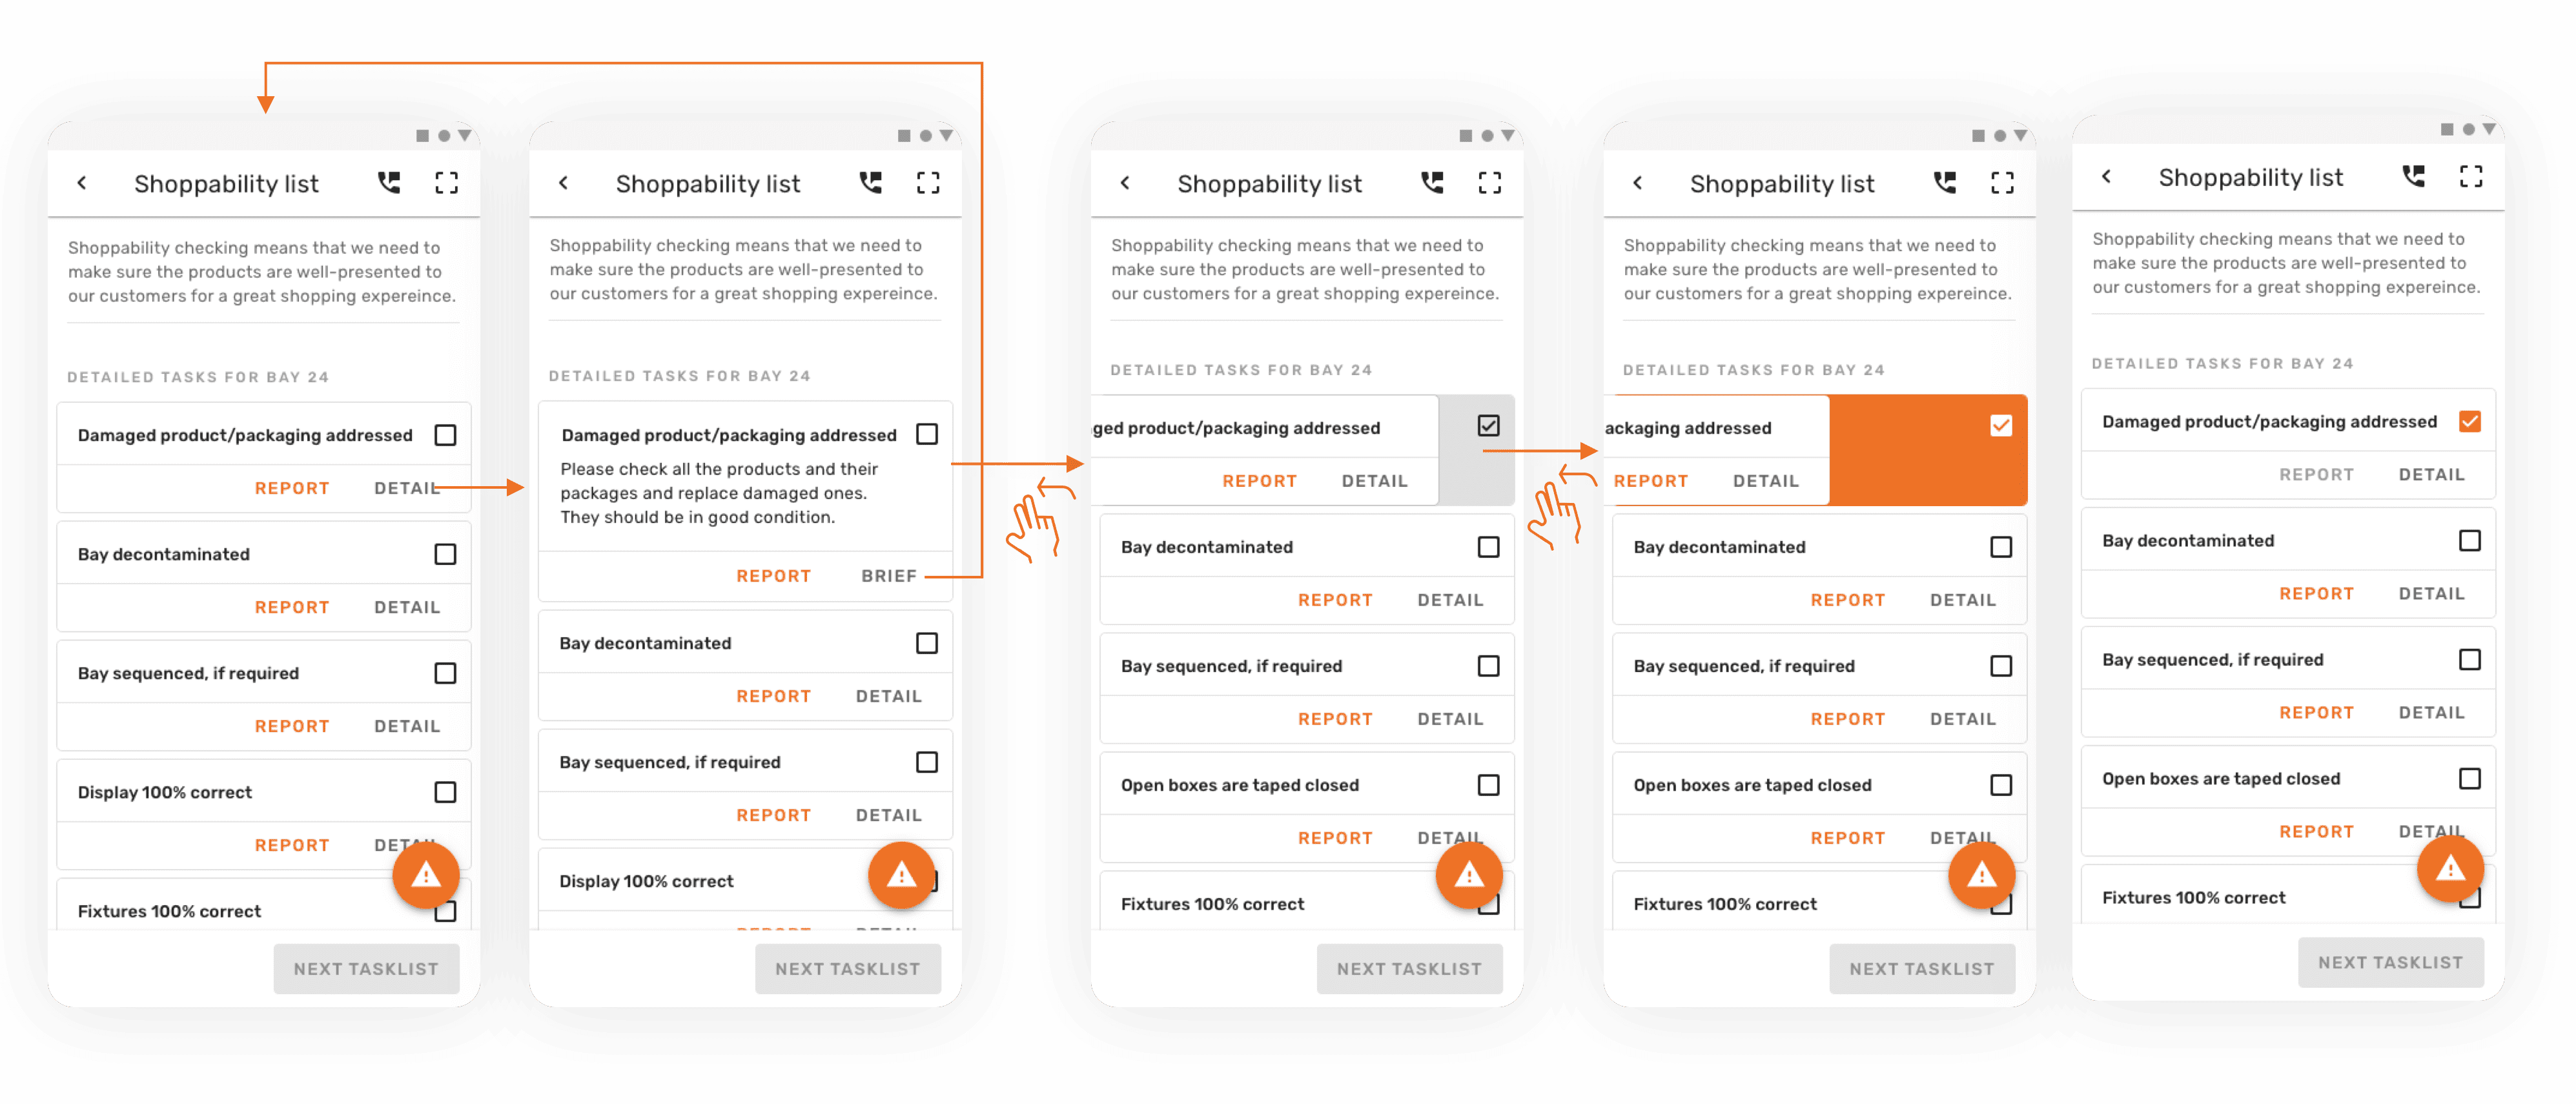 Shoppability list
Shoppability checking means that we need to
make sure the products are well-presented to
our customers for a great shopping expereince.
DETAILED TASKS FOR BAY 24
Damaged product/packaging addressed
REPORT DETAIL
Bay decontaminated
REPORT DETAIL
Bay sequenced, if required
REPORT DETAIL
Display 100% correct
REPORT DETAIL
Fixtures 100% correct
NEXT TASKLIST
Shoppability list
Shoppability checking means that we need to
make sure the products are well-presented to
our customers for a great shopping expereince.
DETAILED TASKS FOR BAY 24
Damaged product/packaging addressed
Please check all the products and their
packages and replace damaged ones.
They should be in good condition.
REPORT BRIEF
Bay decontaminated
REPORT DETAIL
Bay sequenced, if required
REPORT DETAIL
Display 100% correct
NEXT TASKLIST
Shoppability list
Shoppability checking means that we need to
make sure the products are well-presented to
our customers for a great shopping expereince.
DETAILED TASKS FOR BAY 24
ged product/packaging addressed
REPORT DETAIL
Bay decontaminated
REPORT DETAIL
Bay sequenced, if required
REPORT DETAIL
Open boxes are taped closed
REPORT DETAIL
Fixtures 100% correct
NEXT TASKLIST
Shoppability list
Shoppability checking means that we need to
make sure the products are well-presented to
our customers for a great shopping expereince.
DETAILED TASKS FOR BAY 24
ackaging addressed
REPORT DETAIL
Bay decontaminated
REPORT DETAIL
Bay sequenced, if required
REPORT DETAIL
Open boxes are taped closed
REPORT DETAIL
Fixtures 100% correct
NEXT TASKLIST
Shoppability list
Shoppability checking means that we need to
make sure the products are well-presented to
our customers for a great shopping expereince.
DETAILED TASKS FOR BAY 24
Damaged product/packaging addressed
REPORT DETAIL
Bay decontaminated
REPORT DETAIL
Bay sequenced, if required
REPORT DETAIL
Open boxes are taped closed
REPORT DETAIL
Fixtures 100% correct
NEXT TASKLIST